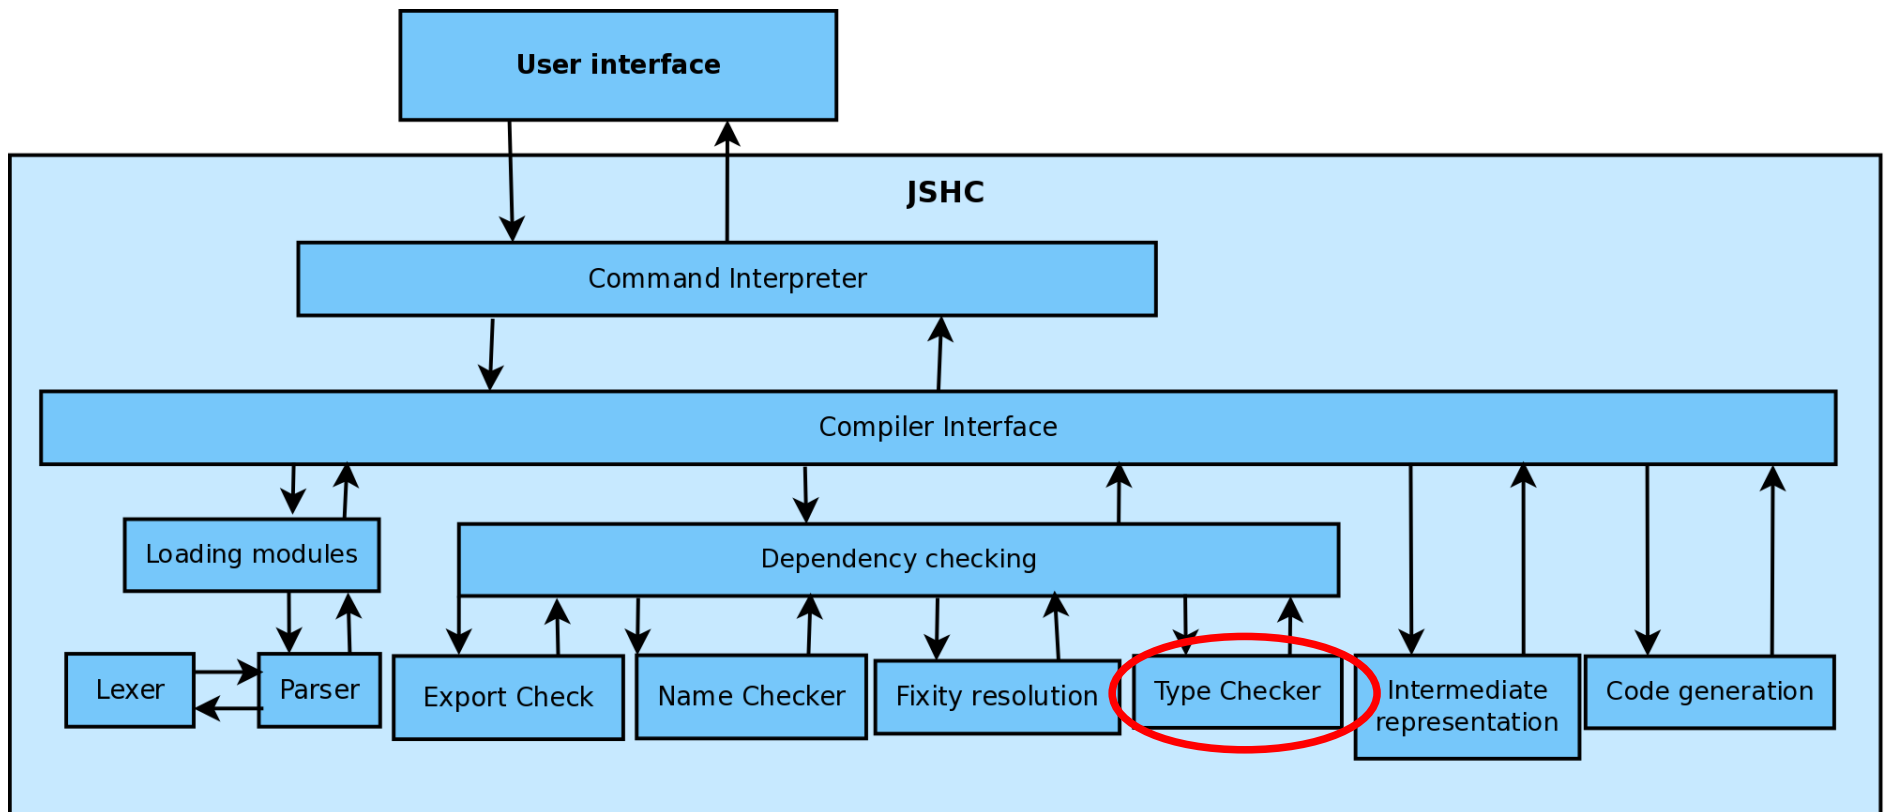 User interface
JSHC
Command Interpreter
Compiler Interface
Loading modules
Dependency checking
Lexer
Parser
Export Check
Name Checker
Fixity resolution
Type Checker
Intermediate
representation
Code generation